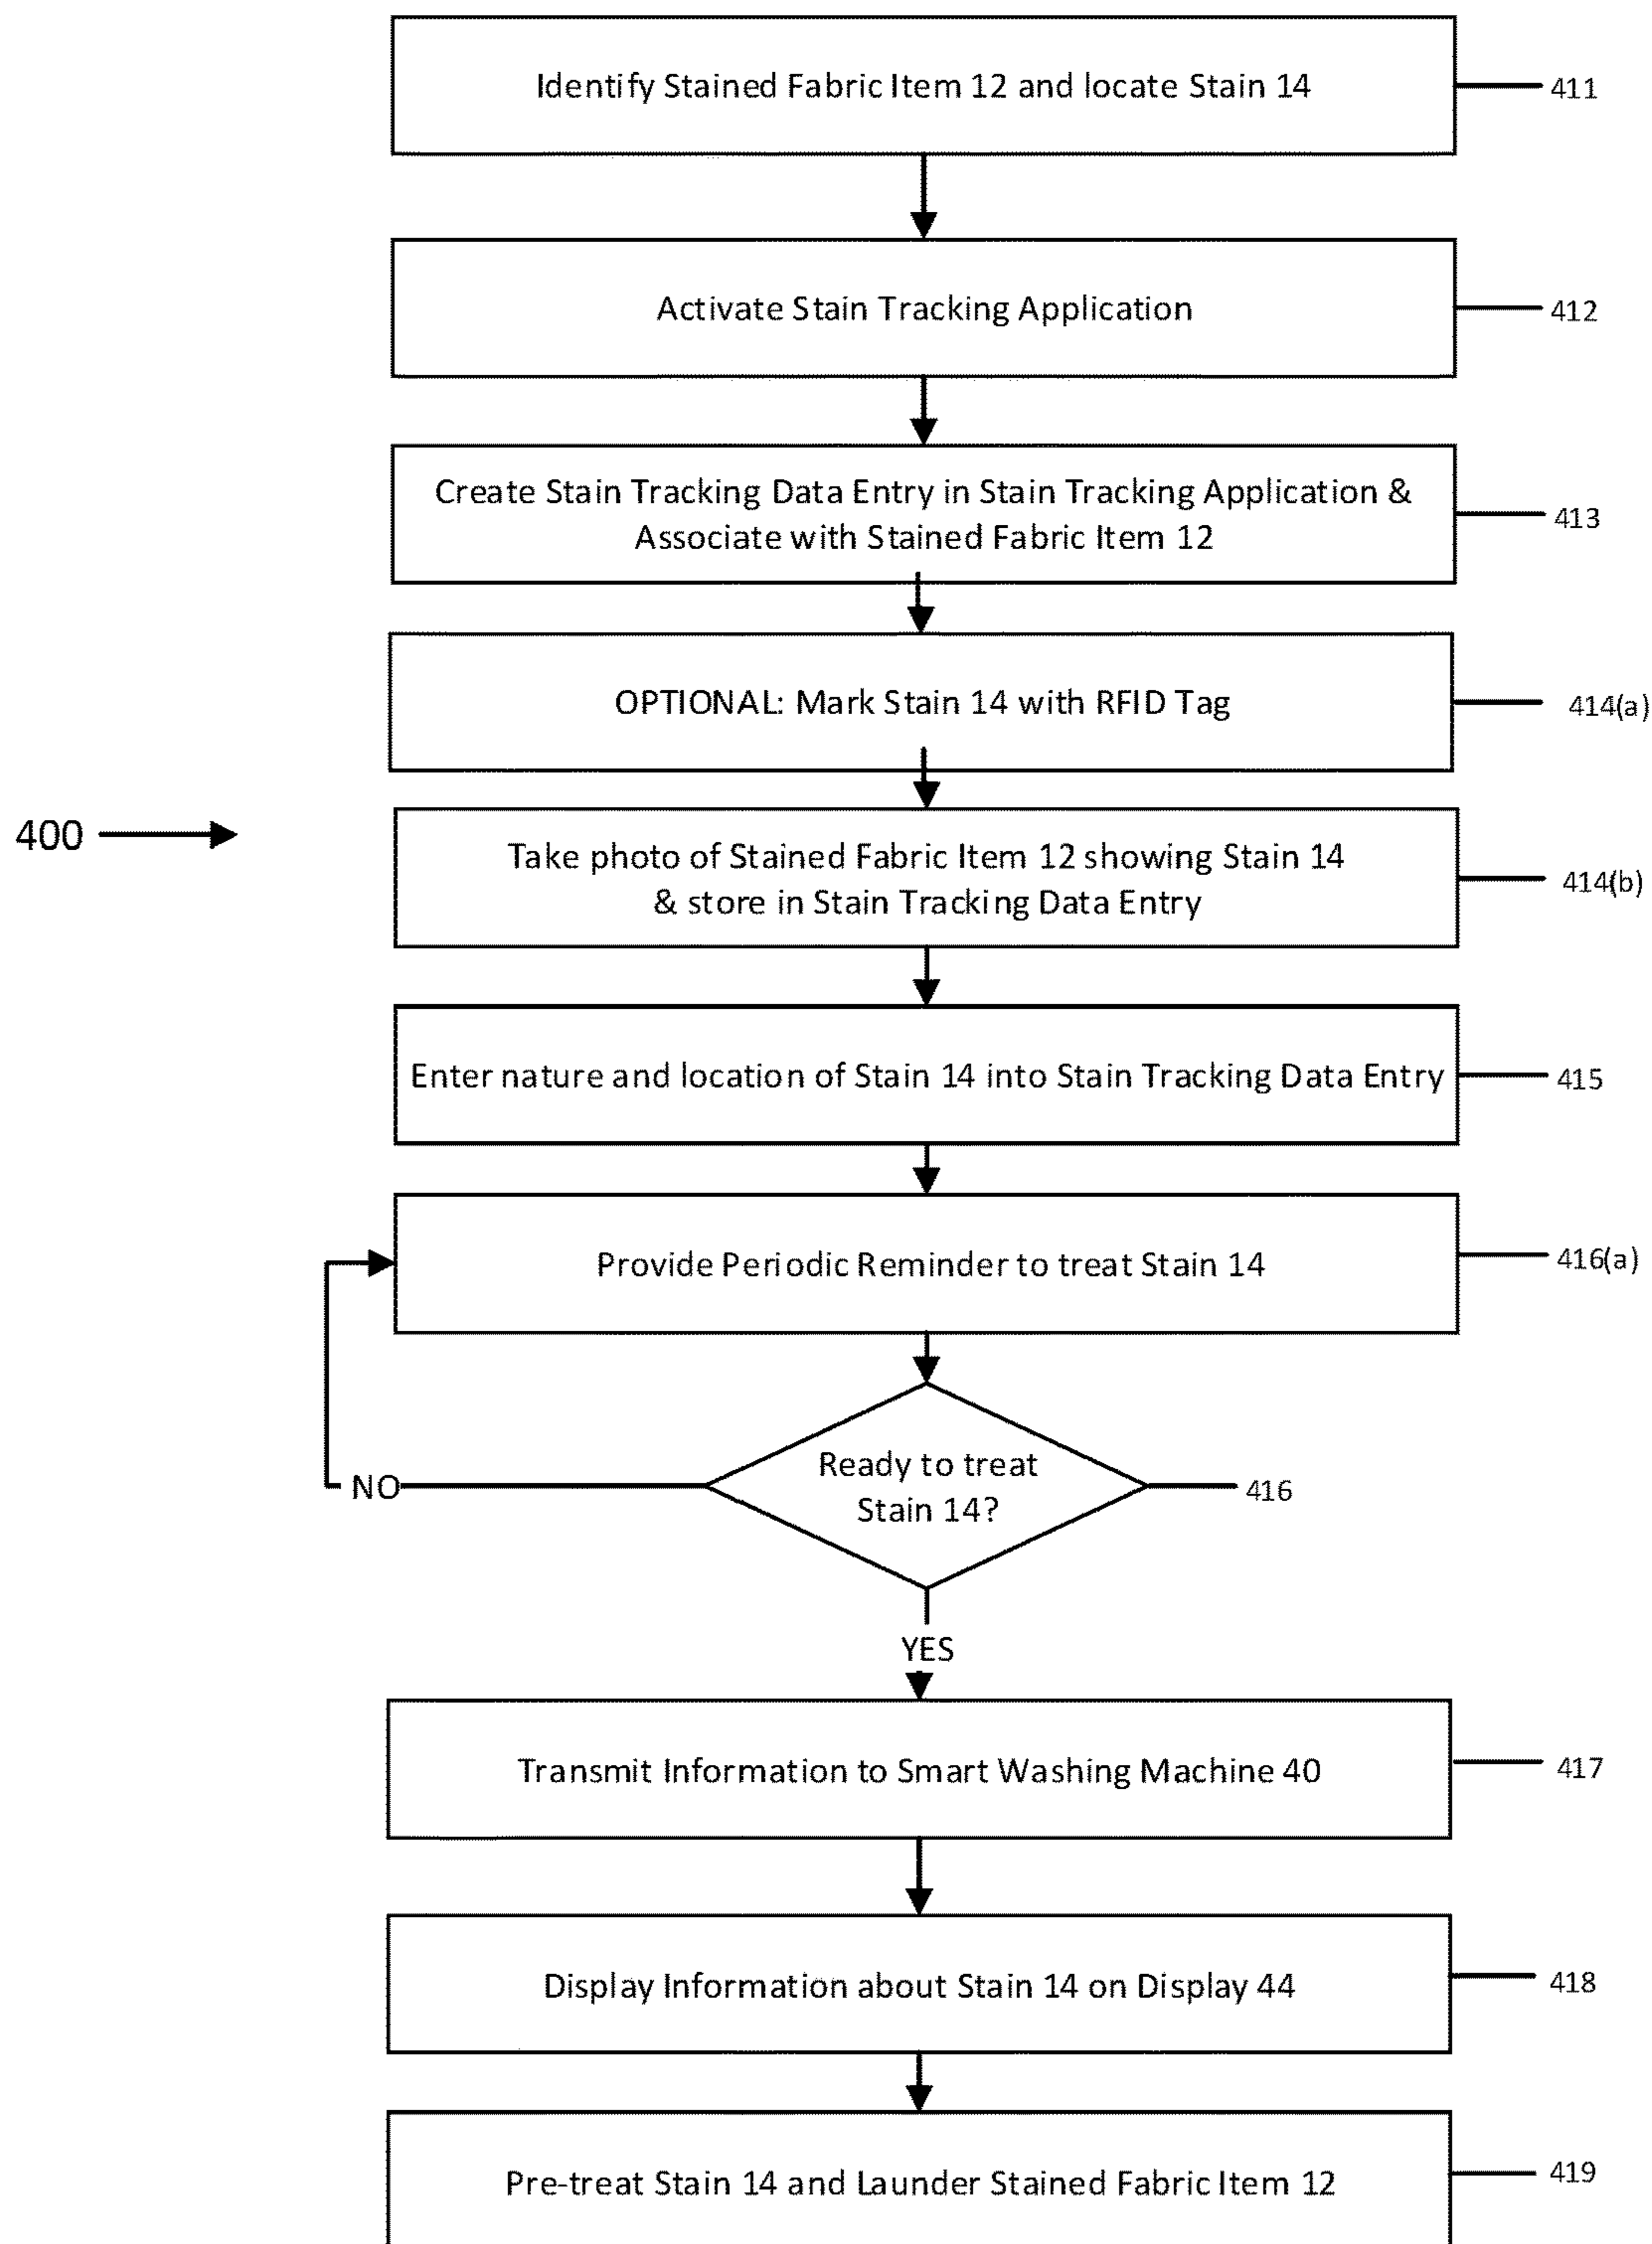 Identify Stained Fabric Item 12 and locate Stain 14
411
Activate Stain Tracking Application
412
Create Stain Tracking Data Entry in Stain Tracking Application &
Associate with Stained Fabric Item 12
413
OPTIONAL: Mark Stain 14 with RFID Tag
414(a)
400
Take photo of Stained Fabric Item 12 showing Stain 14
& store in Stain Tracking Data Entry
414(b)
Enter nature and location of Stain 14 into Stain Tracking Data Entry
415
Provide Periodic Reminder to treat Stain 14
416(a)
Ready to treat
Stain 14?
NO
416
YES
Transmit Information to Smart Washing Machine 40
417
Display Information about Stain 14 on Display 44
418
Pre-treat Stain 14 and Launder Stained Fabric Item 12
419